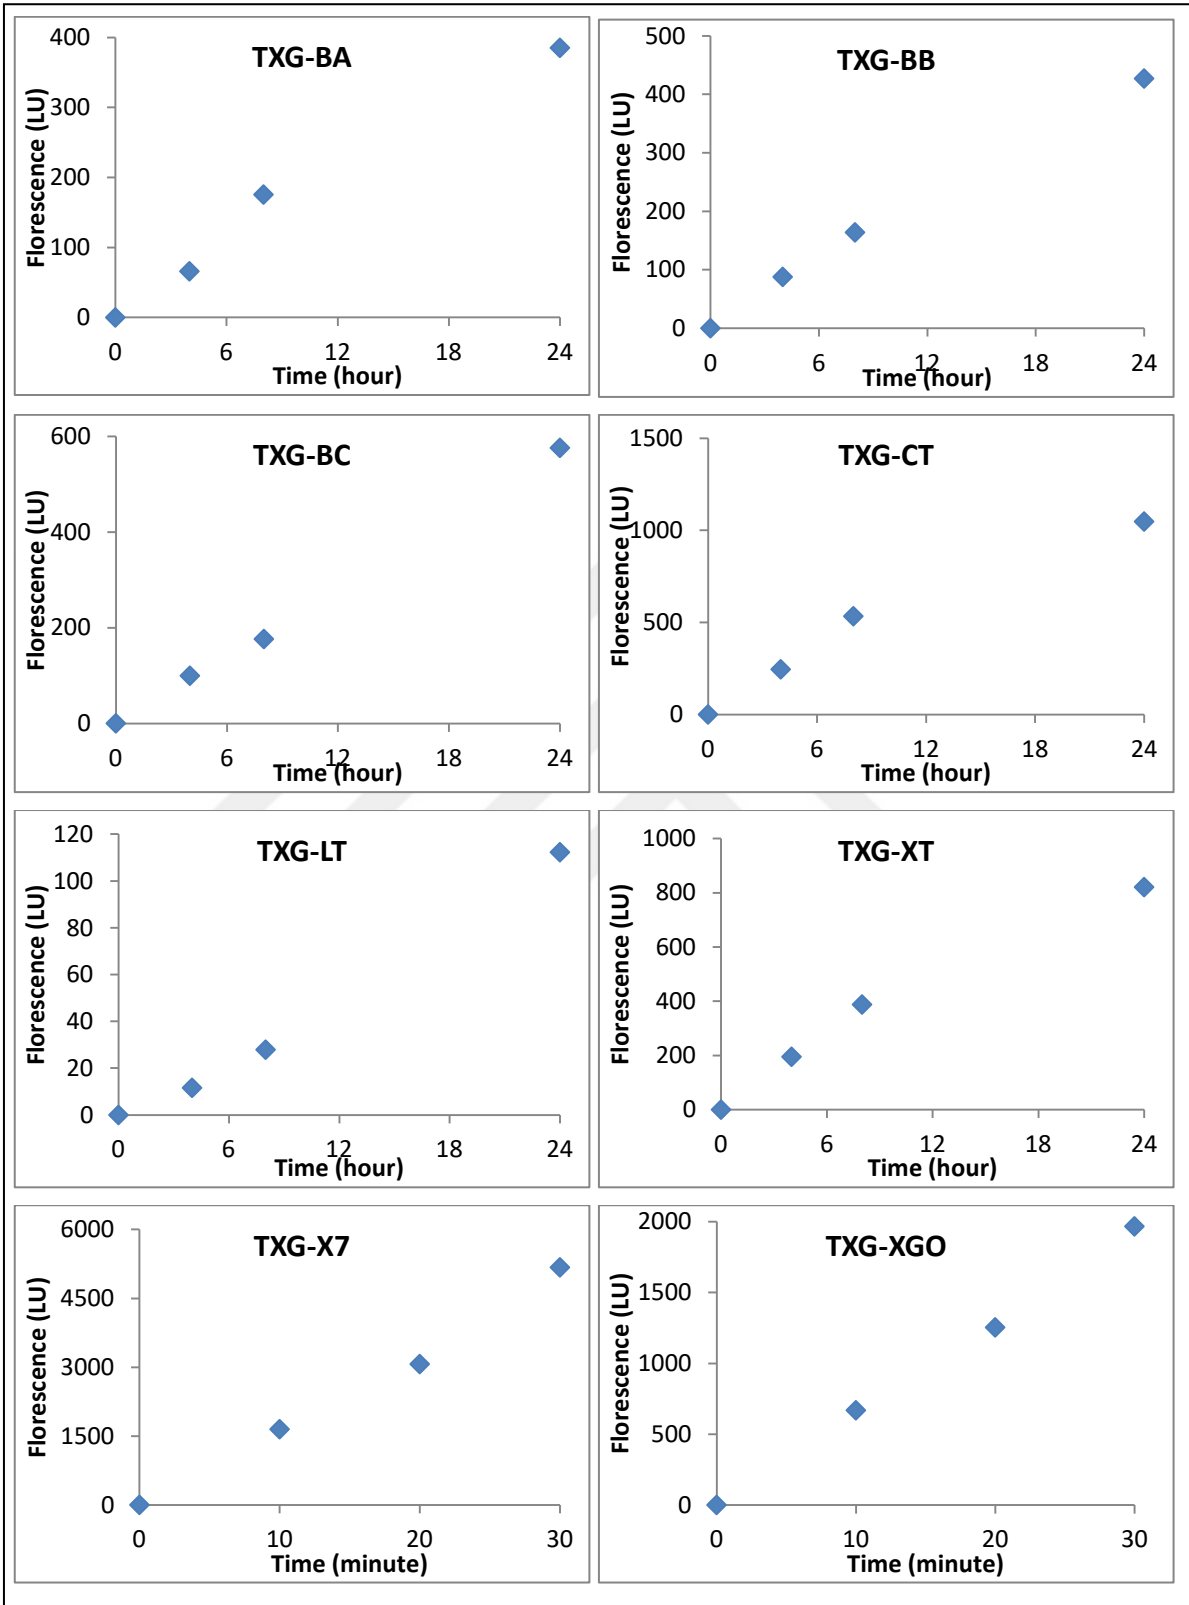 TXG-BA
Florescence (LU)
400
300
200
100
0
0 6 12 18 24
Time (hour)
TXG-BB
Florescence (LU)
500
400
300
200
100
0
0 6 12 18 24
Time (hour)
TXG-BC
Florescence (LU)
600
400
200
0
0 6 12 18 24
Time (hour)
TXG-CT
Florescence (LU)
1500
1000
500
0
0 6 12 18 24
Time (hour)
TXG-LT
Florescence (LU)
120
100
80
60
40
20
0
0 6 12 18 24
Time (hour)
TXG-XT
Florescence (LU)
1000
800
600
400
200
0
0 6 12 18 24
Time (hour)
TXG-X7
Florescence (LU)
6000
4500
3000
1500
0
0 10 20 30
Time (minute)
TXG-XGO
Florescence (LU)
2000
1500
1000
500
0
0 10 20 30
Time (minute)